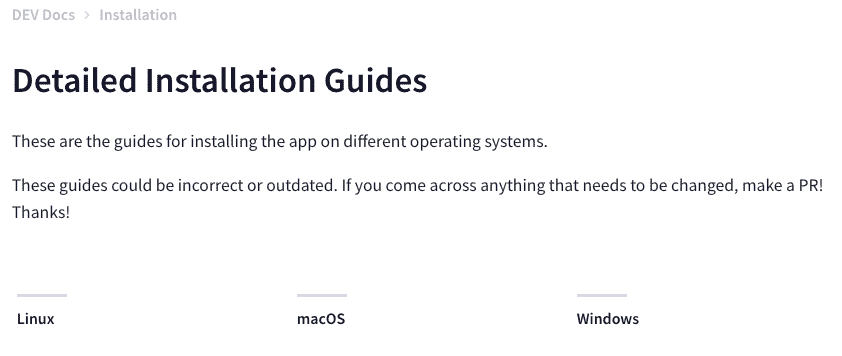 DEV Docs > Installation
Detailed Installation Guides
These are the guides for installing the app on different operating systems.
These guides could be incorrect or outdated. If you come across anything that needs to be changed, make a PR!
Thanks!
Linux macOS Windows